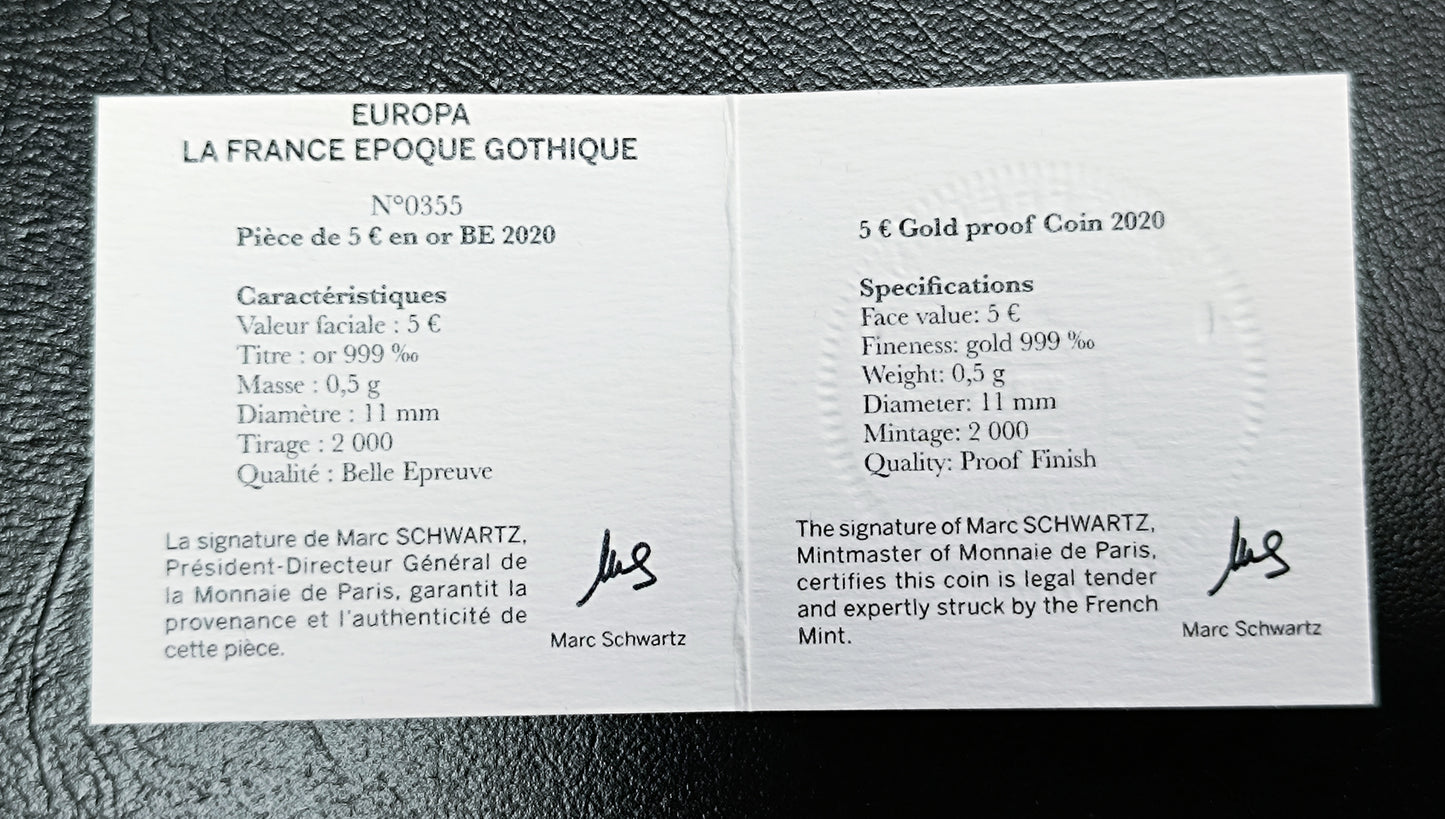 EUROPA
LA FRANCE EPOQUE GOTHIQUE
N°0355
Pièce de 5 € en or BE 2020
Caractéristiques
Valeur faciale : 5 €
Titre : or 999 ‰
Masse : 0,5 g
Diamètre : 11 mm
Tirage : 2 000
Qualité : Belle Epreuve
La signature de Marc SCHWARTZ,
Président-Directeur Général de
la Monnaie de Paris, garantit la
provenance et l'authenticité de
cette pièce.
Marc Schwartz
5 € Gold proof Coin 2020
Specifications
Face value: 5 €
Fineness: gold 999 ‰
Weight: 0,5 g
Diameter: 11 mm
Mintage: 2 000
Quality: Proof Finish
The signature of Marc SCHWARTZ,
Mintmaster of Monnaie de Paris,
certifies this coin is legal tender
and expertly struck by the French
Mint.
Marc Schwartz